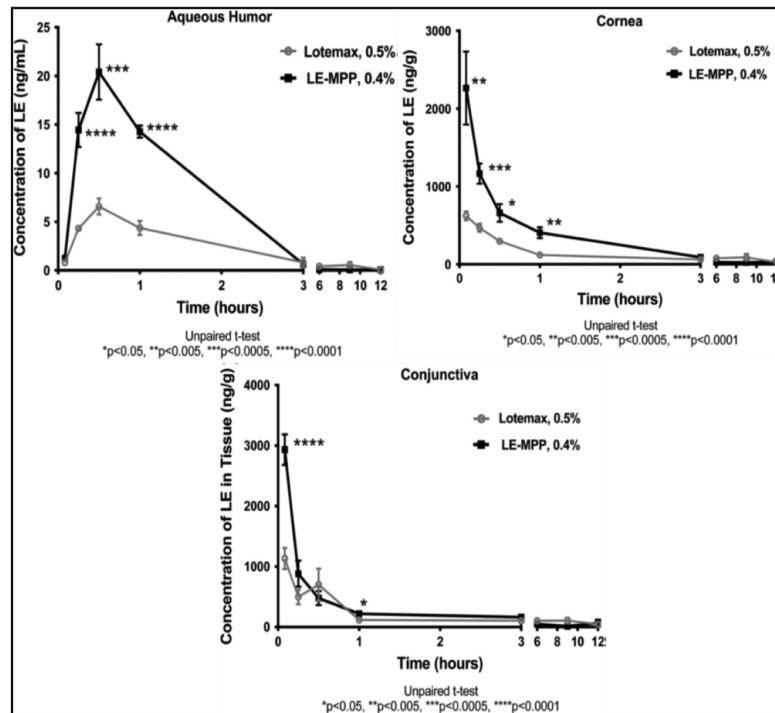 Aqueous Humor
Concentration of LE (ng/mL)
25
20
15
10
5
0
Lotemax, 0.5%
LE-MPP, 0.4%
***
****
****
0 1 2 3 6 8 10 12
Time (hours)
Unpaired t-test
*p<0.05, **p<0.005, ***p<0.0005, ****p<0.0001
Cornea
Concentration of LE (ng/g)
3000
2000
1000
0
Lotemax, 0.5%
LE-MPP, 0.4%
**
***
*
**
0 1 2 3 6 8 10 1
Time (hours)
Unpaired t-test
*p<0.05, **p<0.005, ***p<0.0005, ****p<0.0001
Conjunctiva
Concentration of LE in Tissue (ng/g)
4000
3000
2000
1000
0
Lotemax, 0.5%
LE-MPP, 0.4%
****
*
0 1 2 3 6 8 10 12
Time (hours)
Unpaired t-test
*p<0.05, **p<0.005, ***p<0.0005, ****p<0.0001